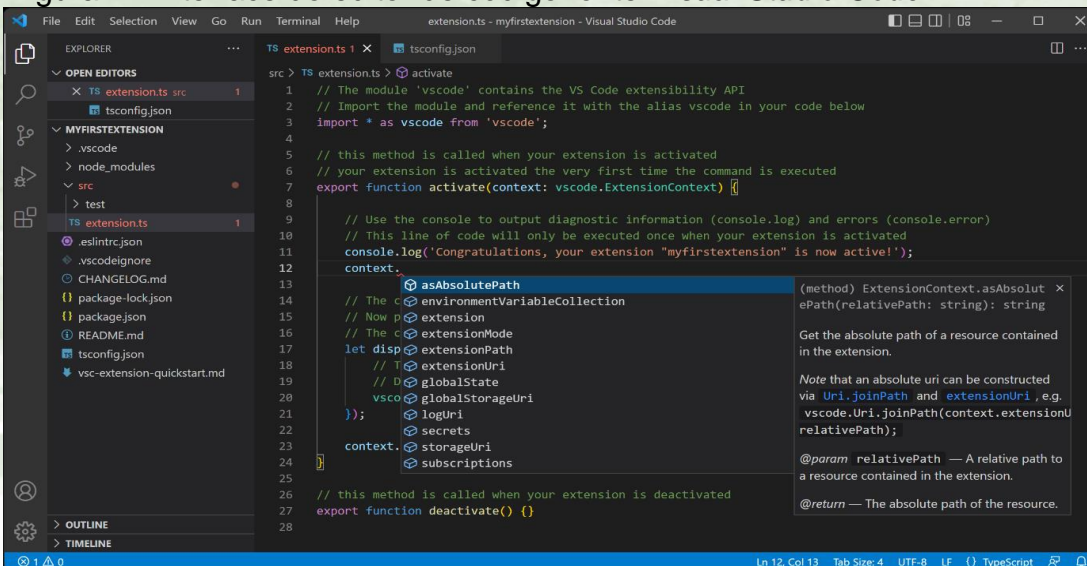 File Edit Selection View Go Run Terminal Help extension.ts - myfirstextension - Visual Studio Code
EXPLORER ...
OPEN EDITORS
TS extension.ts src 1
tsconfig.json
MYFIRSTEXTENSION
.vscode
node_modules
src
test
TS extension.ts 1
.eslintrc.json
.vscodeignore
CHANGELOG.md
{} package-lock.json
{} package.json
README.md
tsconfig.json
vsc-extension-quickstart.md
OUTLINE
TIMELINE
TS extension.ts 1 tsconfig.json
src > TS extension.ts > activate
1 // The module 'vscode' contains the VS Code extensibility API
2 // Import the module and reference it with the alias vscode in your code below
3 import * as vscode from 'vscode';
4
5 // this method is called when your extension is activated
6 // your extension is activated the very first time the command is executed
7 export function activate(context: vscode.ExtensionContext) {
8
9 // Use the console to output diagnostic information (console.log) and errors (console.error)
10 // This line of code will only be executed once when your extension is activated
11 console.log('Congratulations, your extension "myfirstextension" is now active!');
12 context.
13
14 // The c
15 // Now p
16 // The c
17 let disp
18 // T
19 // D
20 vsco
21 });
22
23 context.
24 }
25
26 // this method is called when your extension is deactivated
27 export function deactivate() {}
28
asAbsolutePath
environmentVariableCollection
extension
extensionMode
extensionPath
extensionUri
globalState
globalStorageUri
logUri
secrets
storageUri
subscriptions
(method) ExtensionContext.asAbsolut
ePath(relativePath: string): string
Get the absolute path of a resource contained
in the extension.
Note that an absolute uri can be constructed
via Uri.joinPath and extensionUri , e.g.
vscode.Uri.joinPath(context.extensionU
relativePath);
@param relativePath — A relative path to
a resource contained in the extension.
@return — The absolute path of the resource.
1 0 Ln 12, Col 13 Tab Size: 4 UTF-8 LF {} TypeScript